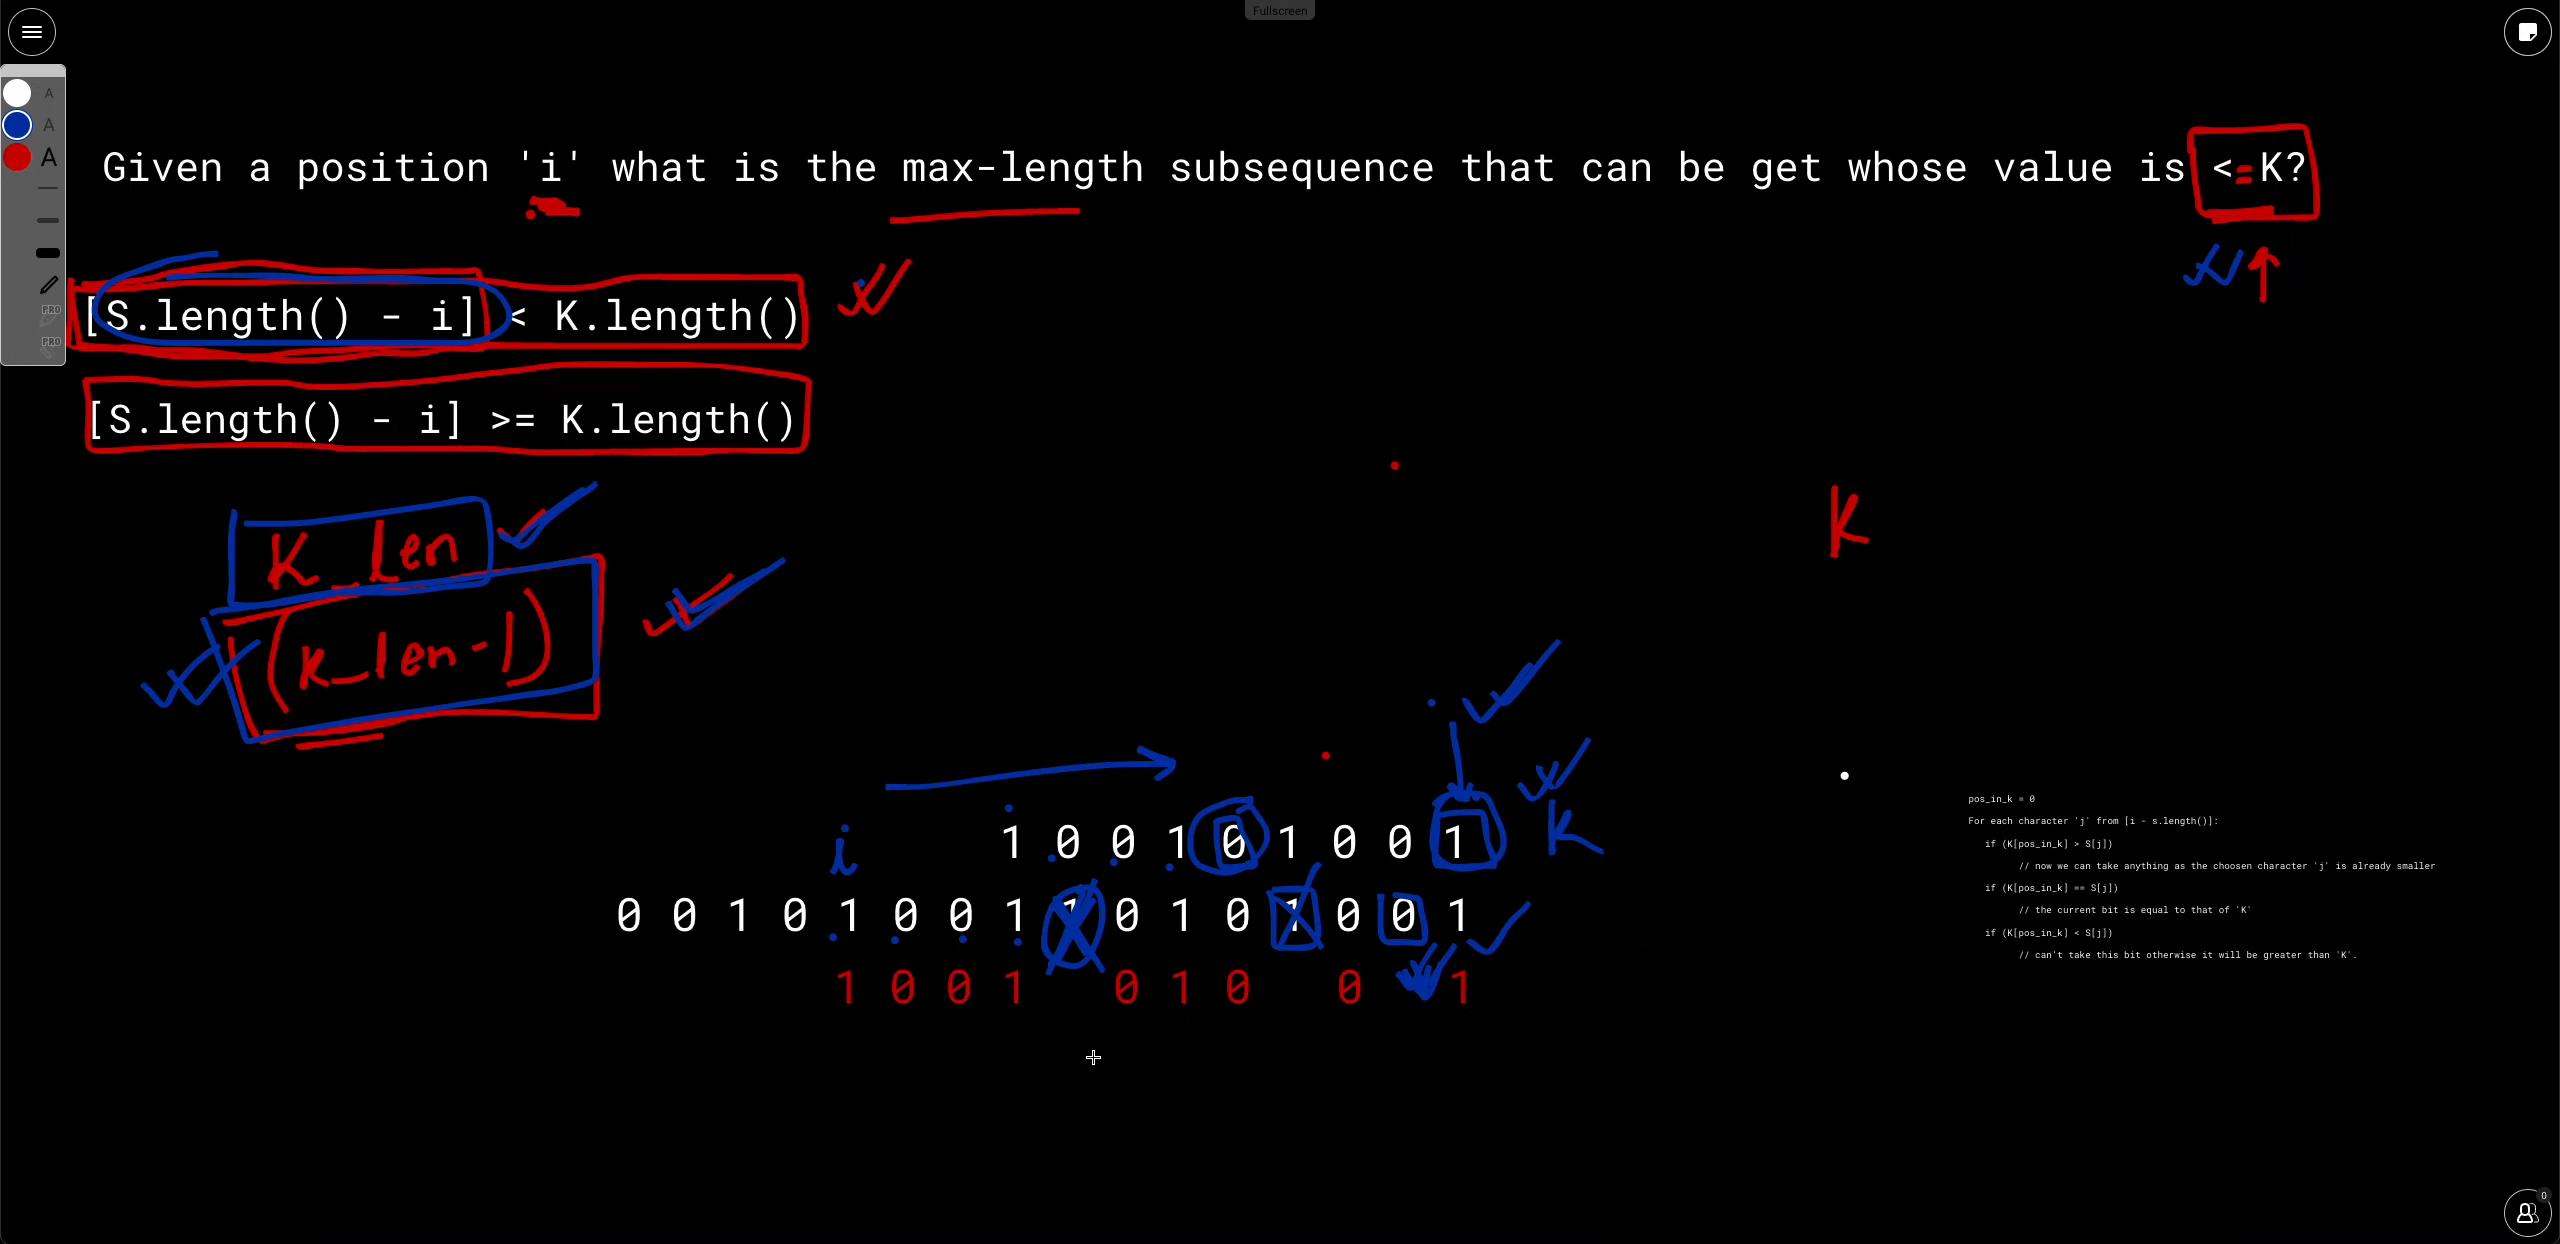 Fullscreen
A
A
A
PRO
PRO
Given a position 'i' what is the max-length subsequence that can be get whose value is <=K?
[S.length() - i] < K.length()
[S.length() - i] >= K.length()
K
K_len
(k_len-1)
i 1 0 0 1 0 1 0 0 1 K
0 0 1 0 1 0 0 1 1 0 1 0 1 0 0 1
1 0 0 1 0 1 0 0 1
pos_in_k = 0
For each character 'j' from [i - s.length()]:
if (K[pos_in_k] > S[j])
// now we can take anything as the choosen character 'j' is already smaller
if (K[pos_in_k] == S[j])
// the current bit is equal to that of 'K'
if (K[pos_in_k] < S[j])
// can't take this bit otherwise it will be greater than 'K'.
0